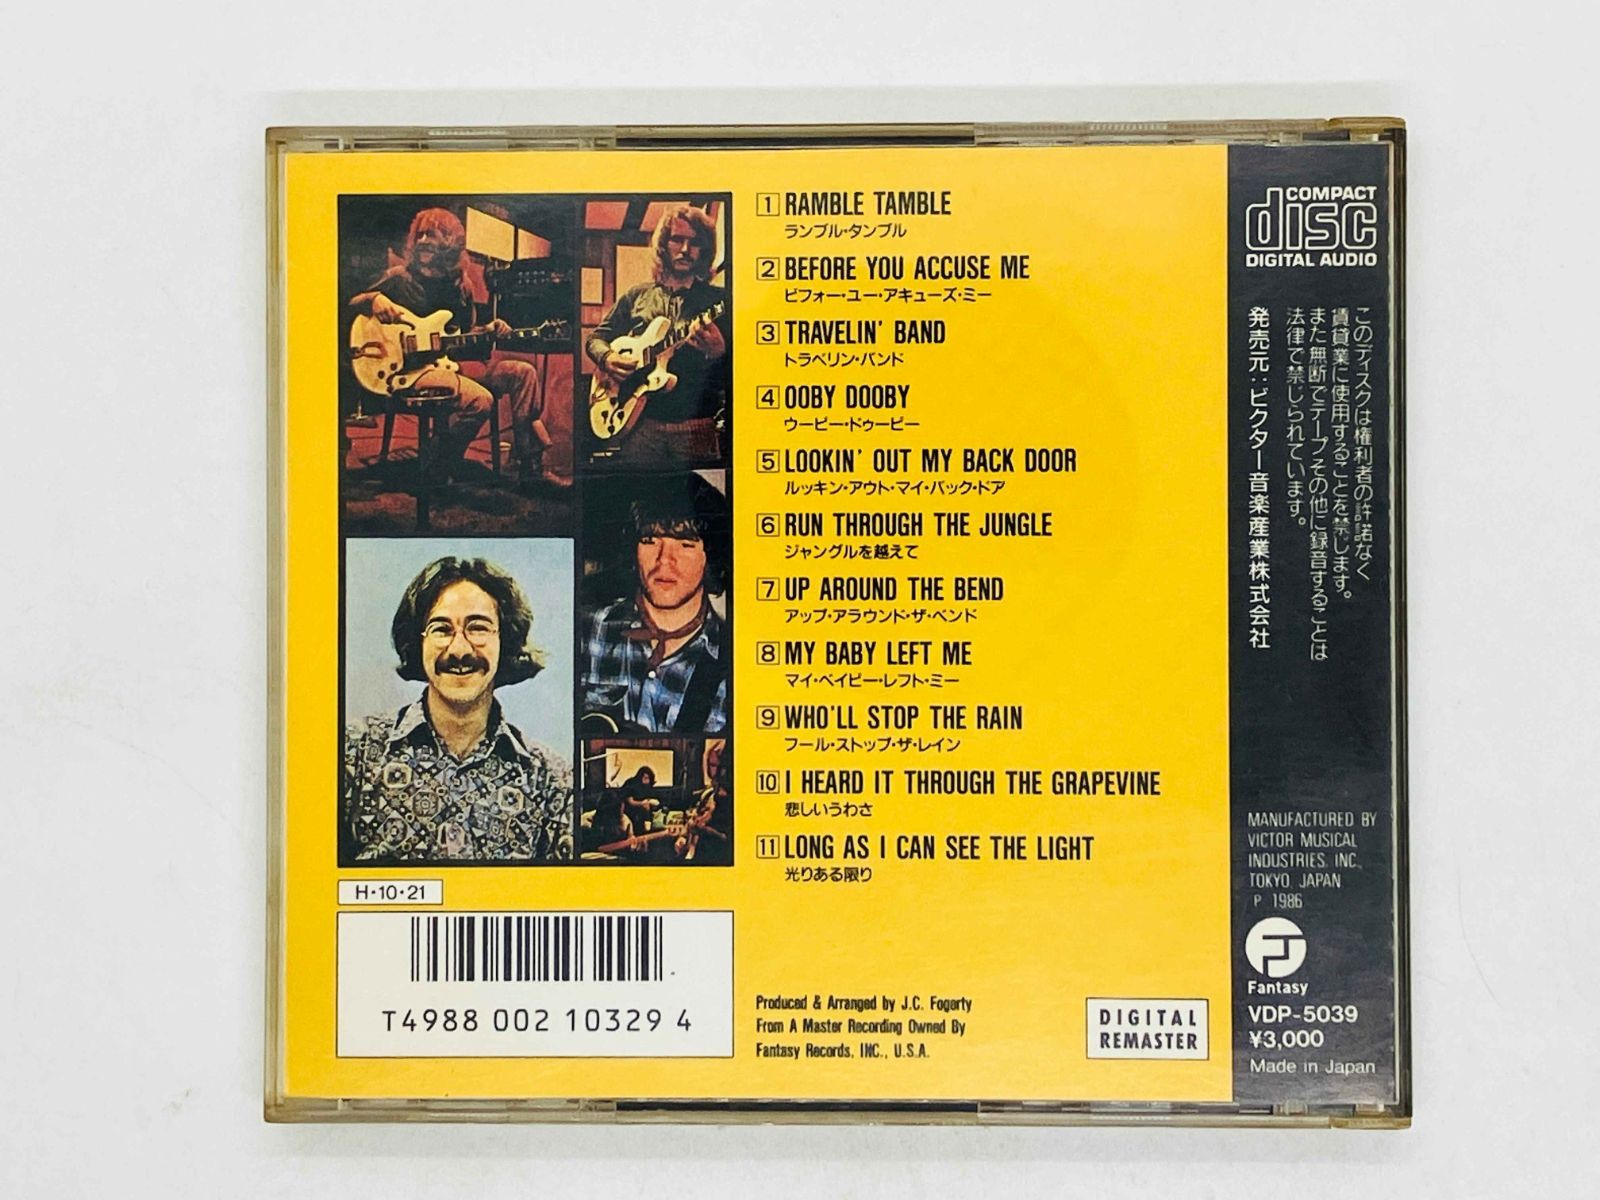 1 RAMBLE TAMBLE
ランブル・タンブル
2 BEFORE YOU ACCUSE ME
ビフォー・ユー・アキューズ・ミー
3 TRAVELIN' BAND
トラベリン・バンド
4 OOBY DOOBY
ウービー・ドゥービー
5 LOOKIN' OUT MY BACK DOOR
ルッキン・アウト・マイ・バック・ドア
6 RUN THROUGH THE JUNGLE
ジャングルを越えて
7 UP AROUND THE BEND
アップ・アラウンド・ザ・ベンド
8 MY BABY LEFT ME
マイ・ベイビー・レフト・ミー
9 WHO'LL STOP THE RAIN
フール・ストップ・ザ・レイン
10 I HEARD IT THROUGH THE GRAPEVINE
悲しいうわさ
11 LONG AS I CAN SEE THE LIGHT
光りある限り
H・10・21
T4988 002 10329 4
Produced & Arranged by J.C. Fogerty
From A Master Recording Owned By
Fantasy Records, INC., U.S.A.
DIGITAL
REMASTER
COMPACT
disc
DIGITAL AUDIO
このディスクは権利者の許諾なく
賃貸業に使用することを禁じます。
また無断でテープその他に録音することは
法律で禁じられています。
発売元:ビクター音楽産業株式会社
MANUFACTURED BY
VICTOR MUSICAL
INDUSTRIES, INC.,
TOKYO, JAPAN
P 1986
Fantasy
VDP-5039
¥3,000
Made in Japan